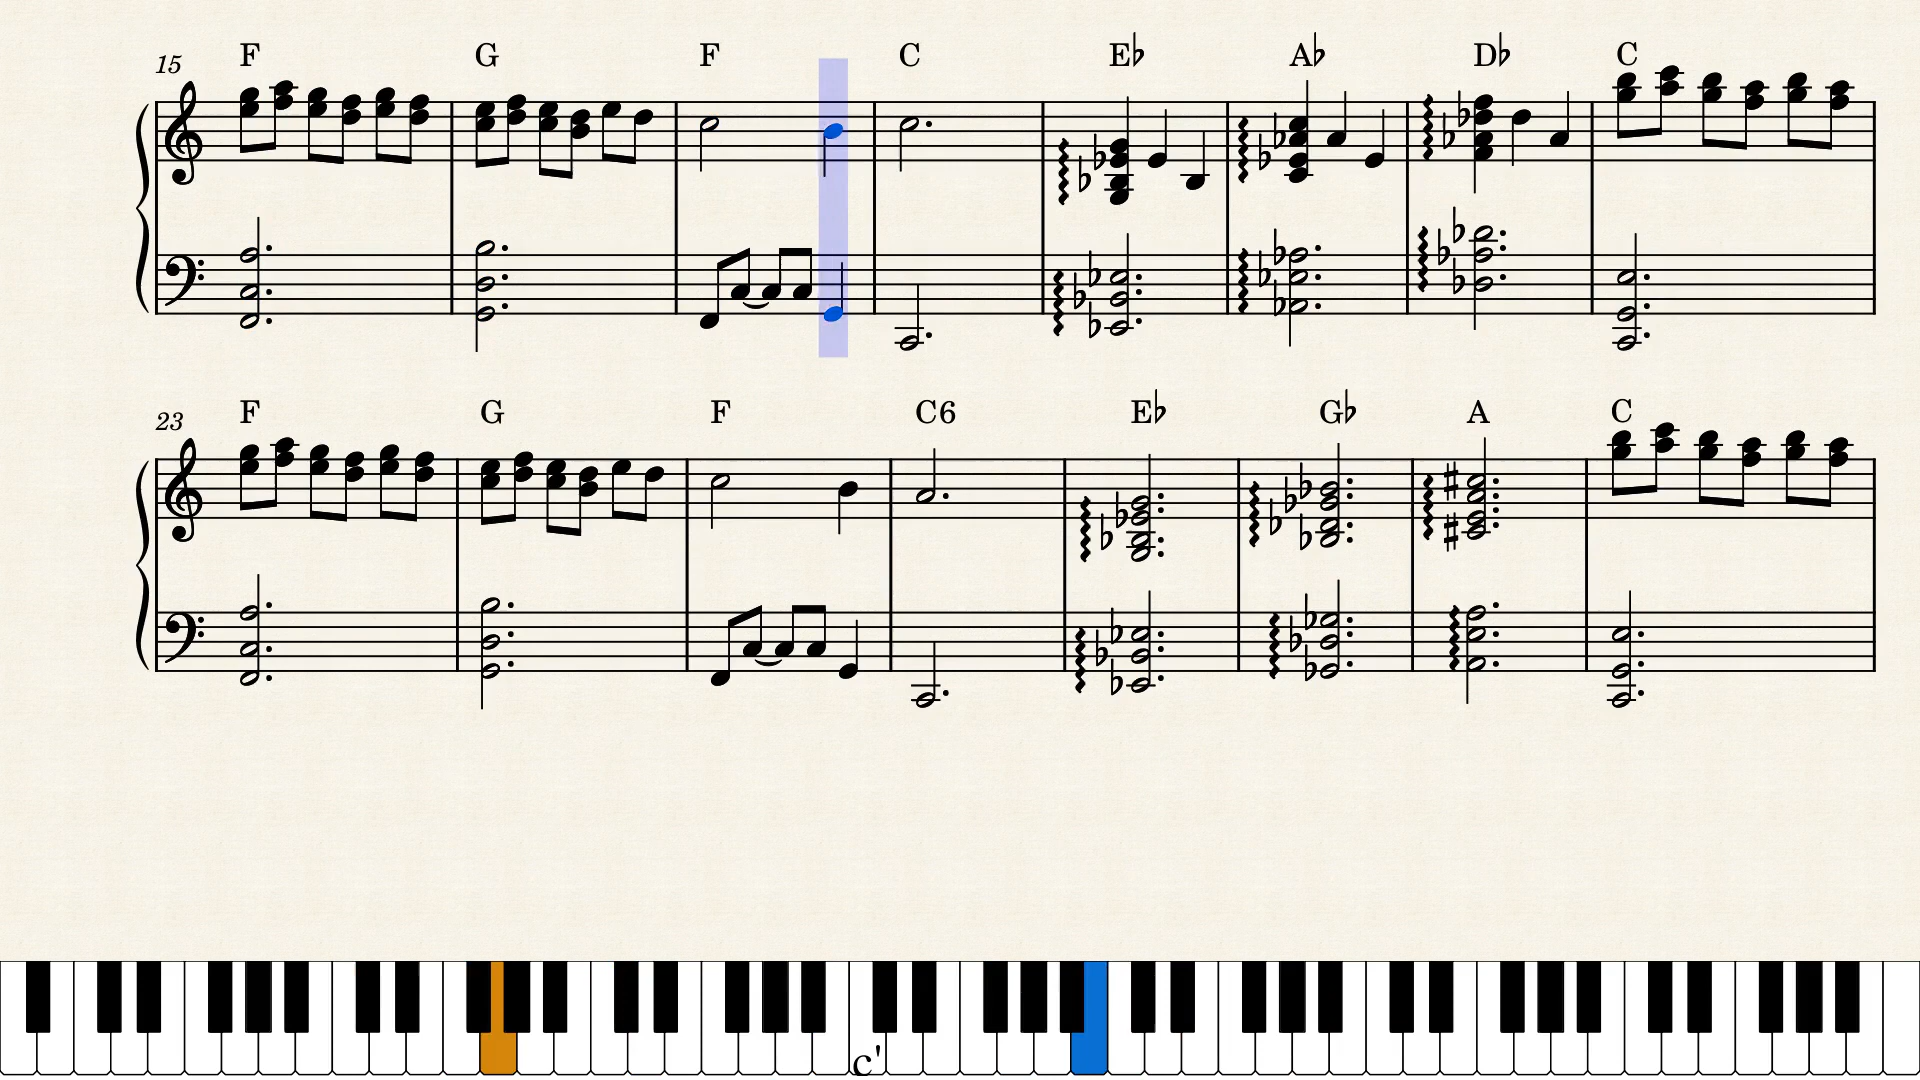 15 F G F C E♭ A♭ D♭ C
23 F G F C6 E♭ G♭ A C
c'